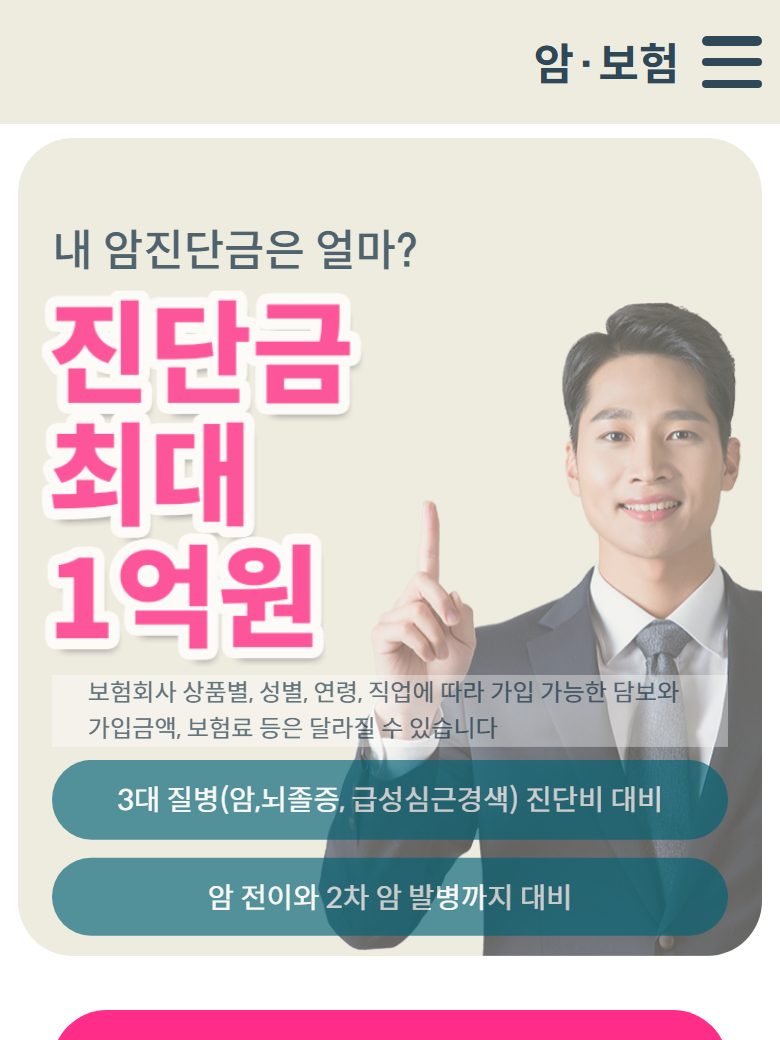 암·보험
내 암진단금은 얼마?
진단금
최대
1억원
보험회사 상품별, 성별, 연령, 직업에 따라 가입 가능한 담보와
가입금액, 보험료 등은 달라질 수 있습니다
3대 질병(암,뇌졸증, 급성심근경색) 진단비 대비
암 전이와 2차 암 발병까지 대비